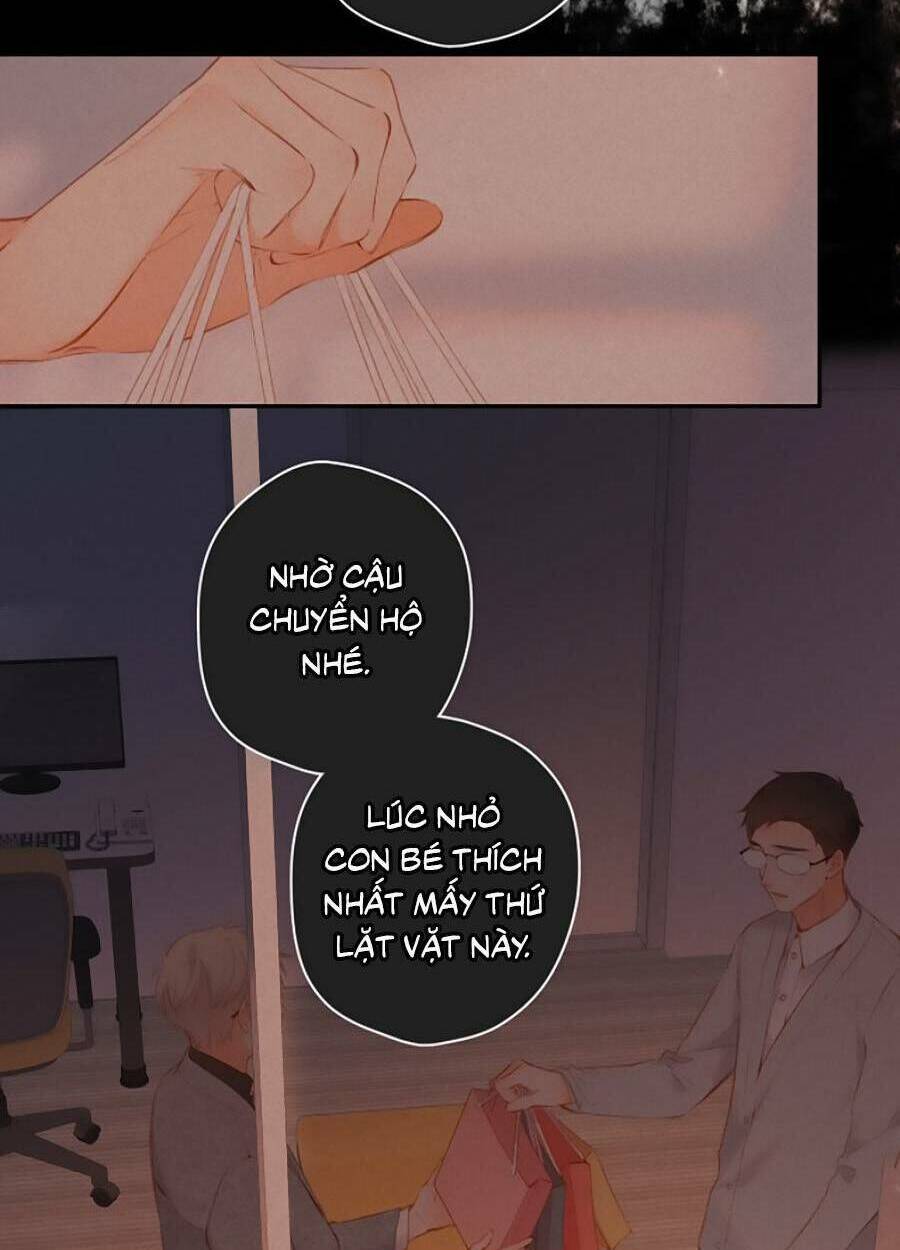 NHỜ CẬU
CHUYỂN HỘ
NHÉ.
LÚC NHỎ
CON BÉ THÍCH
NHẤT MẤY THỨ
LẶT VẶT NÀY.